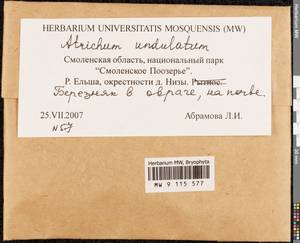 HERBARIUM UNIVERSITATIS MOSQUENSIS (MW)
Atrichum undulatum
Смоленская область, национальный парк
"Смоленское Поозерье".
Р. Ельша, окрестности д. Низы.
Березняк в овраге, на почве.
25.VII.2007 Абрамова Л.И.
N57
Herbarium MW, Bryophyta
MW 9 115 577